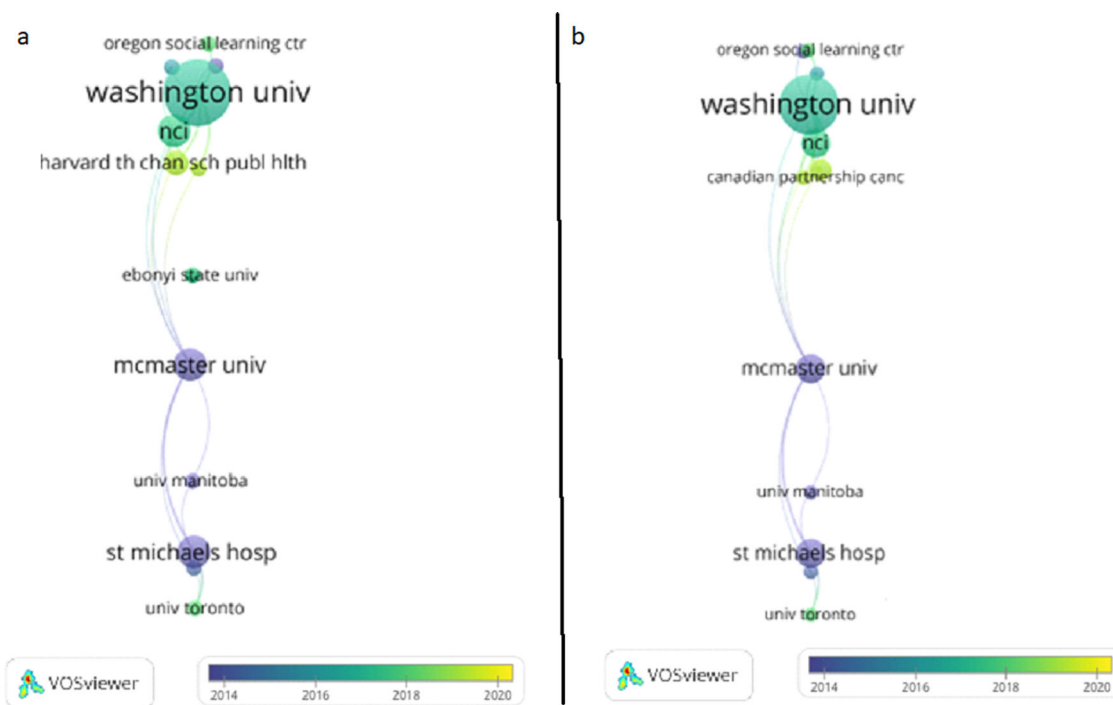 a
oregon social learning ctr
washington univ
nci
harvard th chan sch publ hlth
ebonyi state univ
mcmaster univ
univ manitoba
st michaels hosp
univ toronto
VOSviewer
2014 2016 2018 2020
b
oregon social learning ctr
washington univ
nci
canadian partnership canc
mcmaster univ
univ manitoba
st michaels hosp
univ toronto
VOSviewer
2014 2016 2018 2020